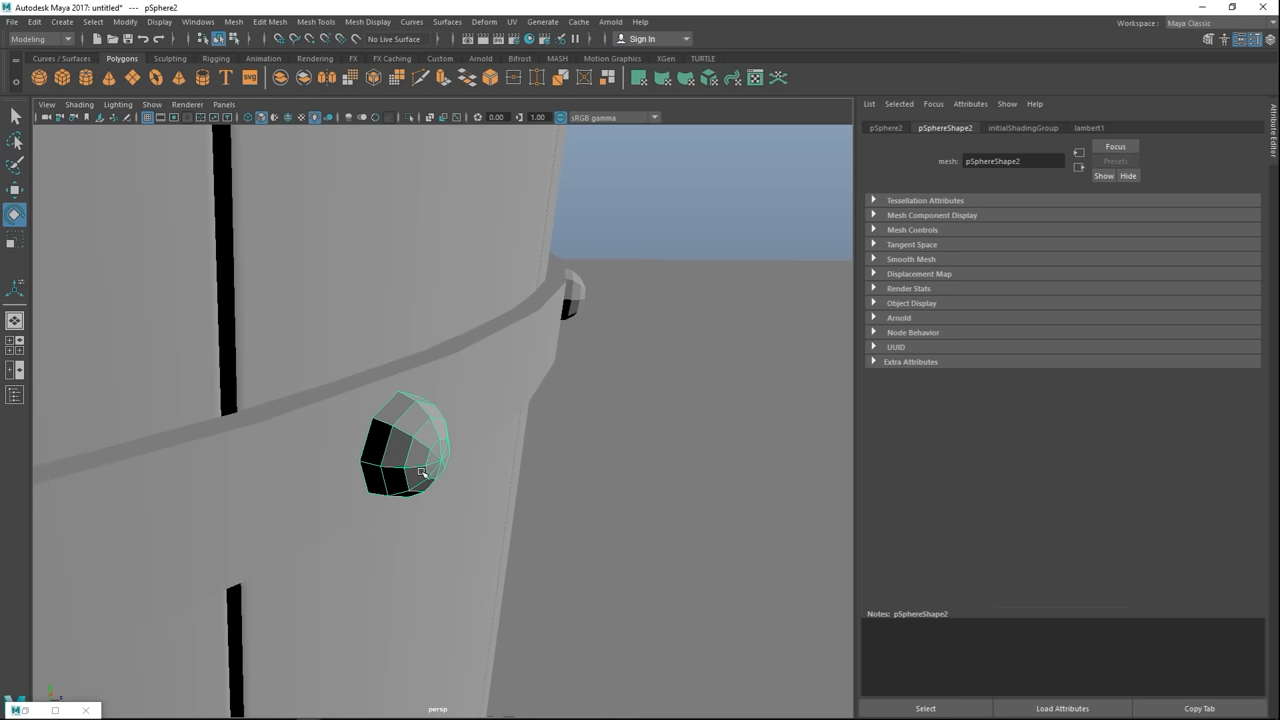 Autodesk Maya 2017: untitled* --- pSphere2
File Edit Create Select Modify Display Windows Mesh Edit Mesh Mesh Tools Mesh Display Curves Surfaces Deform UV Generate Cache Arnold Help
Workspace : Maya Classic
Modeling No Live Surface Sign In
Curves / Surfaces Polygons Sculpting Rigging Animation Rendering FX FX Caching Custom Arnold Bifrost MASH Motion Graphics XGen TURTLE
View Shading Lighting Show Renderer Panels
0.00 1.00 sRGB gamma
List Selected Focus Attributes Show Help
pSphere2 pSphereShape2 initialShadingGroup lambert1
mesh: pSphereShape2
Focus
Presets
Show Hide
Tessellation Attributes
Mesh Component Display
Mesh Controls
Tangent Space
Smooth Mesh
Displacement Map
Render Stats
Object Display
Arnold
Node Behavior
UUID
Extra Attributes
Notes: pSphereShape2
Select Load Attributes Copy Tab
Attribute Editor
persp